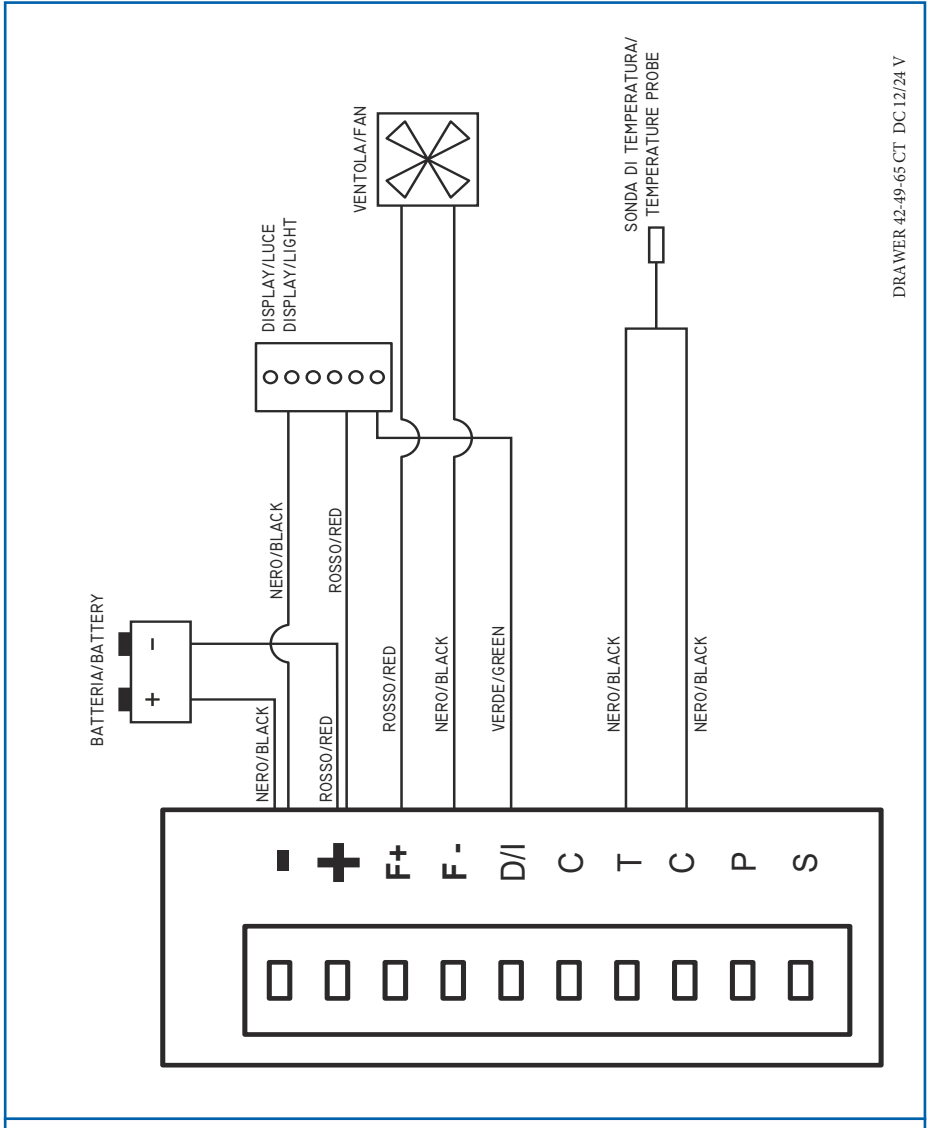 BATTERIA/BATTERY
+
-
DISPLAY/LUCE
DISPLAY/LIGHT
VENTOLA/FAN
SONDA DI TEMPERATURA/
TEMPERATURE PROBE
NERO/BLACK
ROSSO/RED
NERO/BLACK
ROSSO/RED
ROSSO/RED
NERO/BLACK
VERDE/GREEN
NERO/BLACK
NERO/BLACK
-
+
F+
F -
D/I
C
T
C
P
S
DRAWER 42-49-65 CT DC 12/24 V